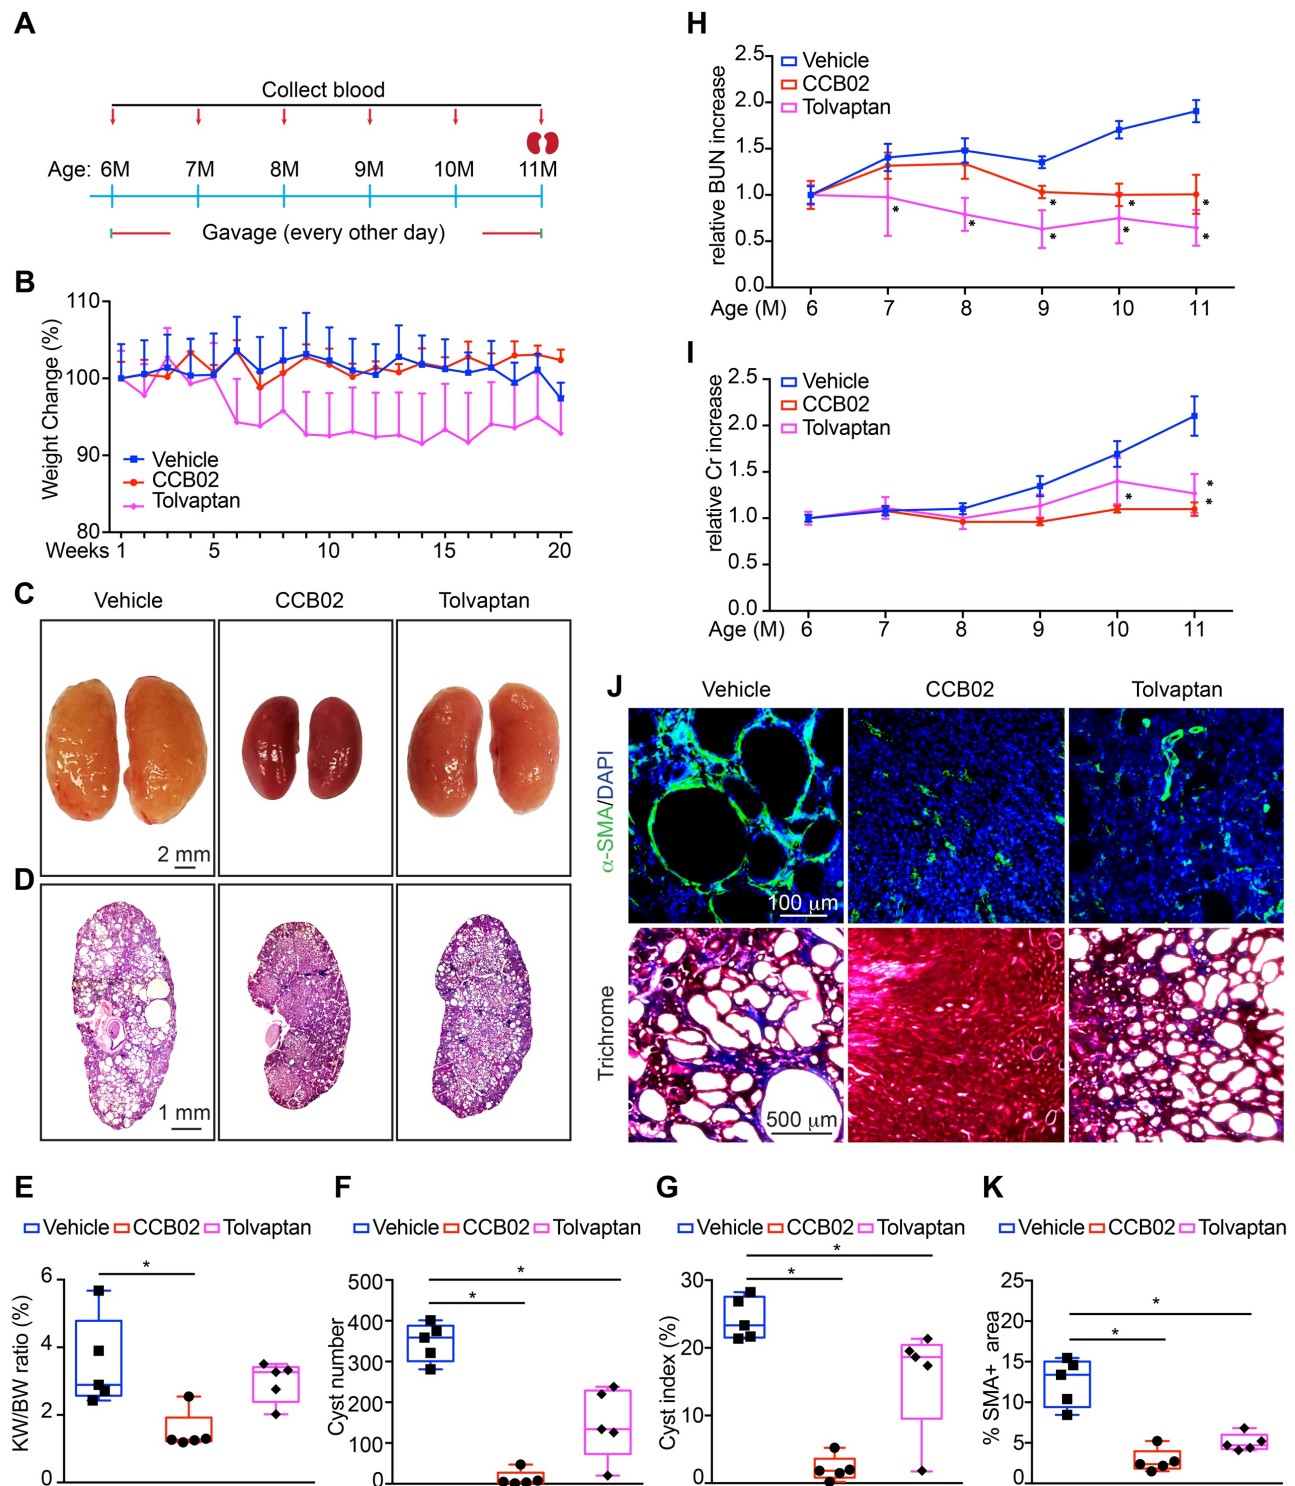 A
Collect blood
Age: 6M 7M 8M 9M 10M 11M
Gavage (every other day)
B
Weight Change (%)
110
100
90
80
Vehicle
CCB02
Tolvaptan
Weeks 1 5 10 15 20
C
Vehicle CCB02 Tolvaptan
2 mm
D
1 mm
E
Vehicle CCB02 Tolvaptan
KW/BW ratio (%)
6
4
2
0
*
F
Vehicle CCB02 Tolvaptan
Cyst number
500
400
300
200
100
0
*
*
G
Vehicle CCB02 Tolvaptan
Cyst index (%)
30
20
10
0
*
*
H
relative BUN increase
2.5
2.0
1.5
1.0
0.5
0.0
Vehicle
CCB02
Tolvaptan
* * * *
* * * *
Age (M) 6 7 8 9 10 11
I
relative Cr increase
2.5
2.0
1.5
1.0
0.5
0.0
Vehicle
CCB02
Tolvaptan
* *
*
Age (M) 6 7 8 9 10 11
J
Vehicle CCB02 Tolvaptan
α-SMA/DAPI
100 μm
Trichrome
500 μm
K
Vehicle CCB02 Tolvaptan
% SMA+ area
25
20
15
10
5
0
*
*